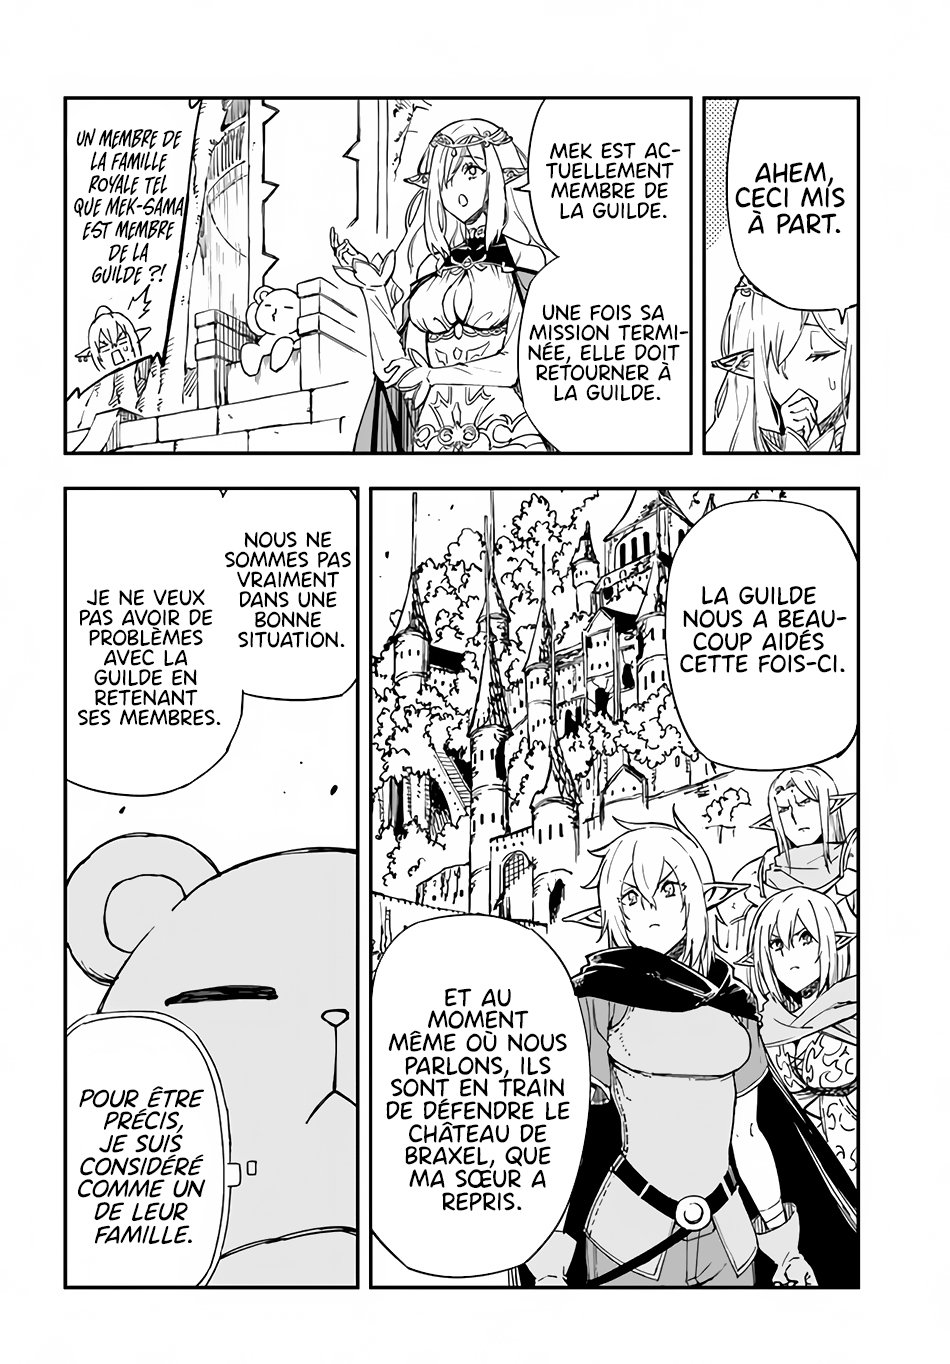 AHEM,
CECI MIS
À PART.
MEK EST AC-
TUELLEMENT
MEMBRE DE
LA GUILDE.
UNE FOIS SA
MISSION TERMI-
NÉE, ELLE DOIT
RETOURNER À
LA GUILDE.
UN MEMBRE DE
LA FAMILLE
ROYALE TEL
QUE MEK-SAMA
EST MEMBRE
DE LA
GUILDE ?!
LA GUILDE
NOUS A BEAU-
COUP AIDÉS
CETTE FOIS-CI.
ET AU
MOMENT
MÊME OÙ NOUS
PARLONS, ILS
SONT EN TRAIN
DE DÉFENDRE LE
CHÂTEAU DE
BRAXEL, QUE
MA SŒUR A
REPRIS.
NOUS NE
SOMMES PAS
VRAIMENT
DANS UNE
BONNE
SITUATION.
JE NE VEUX
PAS AVOIR DE
PROBLÈMES
AVEC LA
GUILDE EN
RETENANT
SES MEMBRES.
POUR ÊTRE
PRÉCIS,
JE SUIS
CONSIDÉRÉ
COMME UN
DE LEUR
FAMILLE.